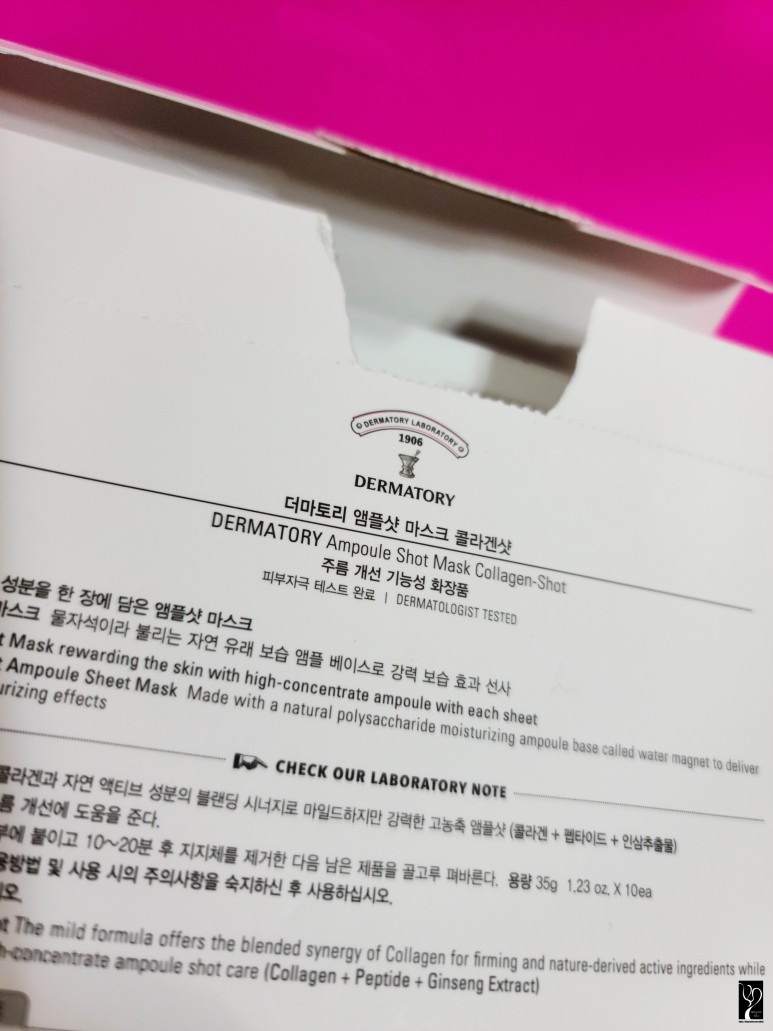 DERMATORY LABORATORY
1906
DERMATORY
더마토리 앰플샷 마스크 콜라겐샷
DERMATORY Ampoule Shot Mask Collagen-Shot
주름 개선 기능성 화장품
피부자극 테스트 완료 | DERMATOLOGIST TESTED
성분을 한 장에 담은 앰플샷 마스크
마스크 물자석이라 불리는 자연 유래 보습 앰플 베이스로 강력 보습 효과 선사
t Mask rewarding the skin with high-concentrate ampoule with each sheet
t Ampoule Sheet Mask Made with a natural polysaccharide moisturizing ampoule base called water magnet to deliver
urizing effects
CHECK OUR LABORATORY NOTE
콜라겐과 자연 액티브 성분의 블랜딩 시너지로 마일드하지만 강력한 고농축 앰플샷 (콜라겐 + 펩타이드 + 인삼추출물)
름 개선에 도움을 준다.
부에 붙이고 10~20분 후 지지체를 제거한 다음 남은 제품을 골고루 펴바른다. 용량 35g 1.23 oz. X 10ea
용방법 및 사용 시의 주의사항을 숙지하신 후 사용하십시오.
오.
ot The mild formula offers the blended synergy of Collagen for firming and nature-derived active ingredients while
h-concentrate ampoule shot care (Collagen + Peptide + Ginseng Extract)